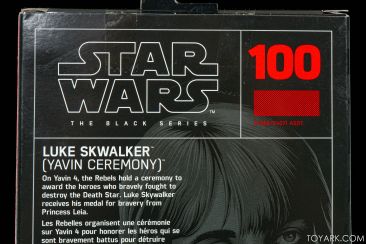 STAR
WARS
THE BLACK SERIES
100
LUKE SKWALKER™
(YAVIN CEREMONY)™
On Yavin 4, the Rebels hold a ceremony to
award the heroes who bravely fought to
destroy the Death Star. Luke Skywalker
receives his medal for bravery from
Princess Leia.
Les Rebelles organisent une cérémonie
sur Yavin 4 pour honorer les héros qui se
sont bravement battus pour détruire
TOYARK.COM